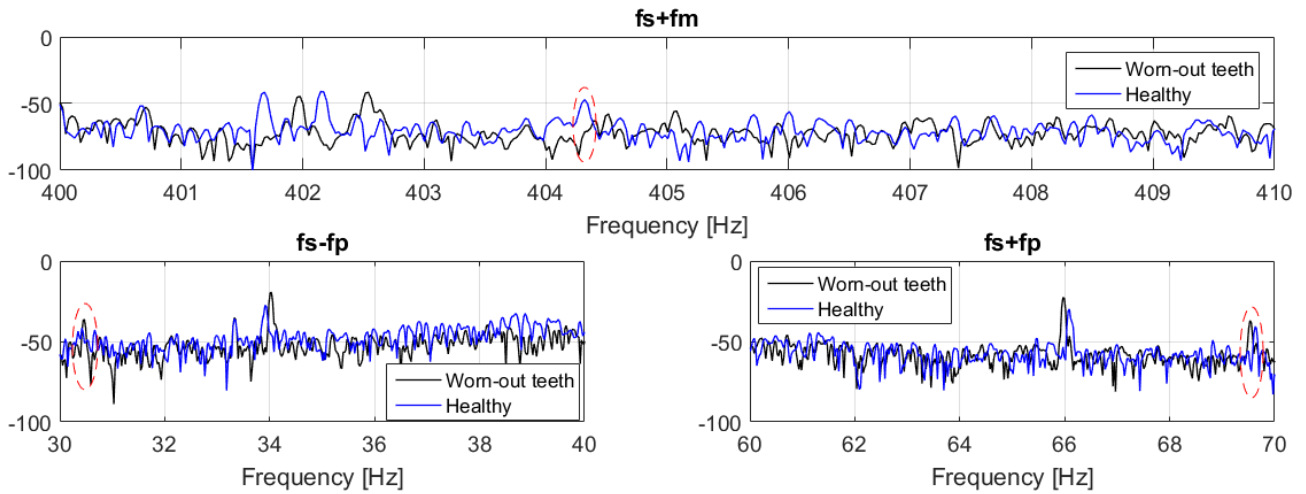 fs+fm
0
-50
-100
Worn-out teeth
Healthy
400 401 402 403 404 405 406 407 408 409 410
Frequency [Hz]
fs-fp
0
-50
-100
Worn-out teeth
Healthy
30 32 34 36 38 40
Frequency [Hz]
fs+fp
0
-50
-100
Worn-out teeth
Healthy
60 62 64 66 68 70
Frequency [Hz]